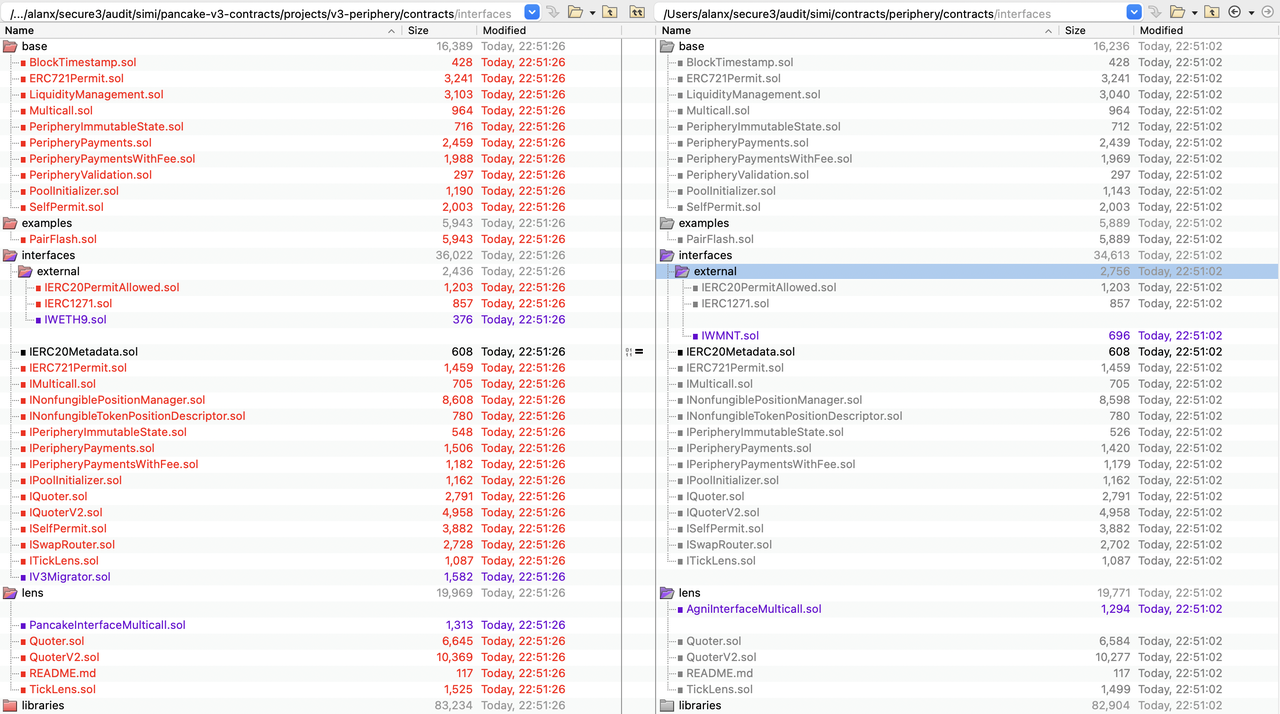 /.../alanx/secure3/audit/simi/pancake-v3-contracts/projects/v3-periphery/contracts/interfaces /Users/alanx/secure3/audit/simi/contracts/periphery/contracts/interfaces
Name Size Modified Name Size Modified
base 16,389 Today, 22:51:26 base 16,236 Today, 22:51:02
BlockTimestamp.sol 428 Today, 22:51:26 BlockTimestamp.sol 428 Today, 22:51:02
ERC721Permit.sol 3,241 Today, 22:51:26 ERC721Permit.sol 3,241 Today, 22:51:02
LiquidityManagement.sol 3,103 Today, 22:51:26 LiquidityManagement.sol 3,040 Today, 22:51:02
Multicall.sol 964 Today, 22:51:26 Multicall.sol 964 Today, 22:51:02
PeripheryImmutableState.sol 716 Today, 22:51:26 PeripheryImmutableState.sol 712 Today, 22:51:02
PeripheryPayments.sol 2,459 Today, 22:51:26 PeripheryPayments.sol 2,439 Today, 22:51:02
PeripheryPaymentsWithFee.sol 1,988 Today, 22:51:26 PeripheryPaymentsWithFee.sol 1,969 Today, 22:51:02
PeripheryValidation.sol 297 Today, 22:51:26 PeripheryValidation.sol 297 Today, 22:51:02
PoolInitializer.sol 1,190 Today, 22:51:26 PoolInitializer.sol 1,143 Today, 22:51:02
SelfPermit.sol 2,003 Today, 22:51:26 SelfPermit.sol 2,003 Today, 22:51:02
examples 5,943 Today, 22:51:26 examples 5,889 Today, 22:51:02
PairFlash.sol 5,943 Today, 22:51:26 PairFlash.sol 5,889 Today, 22:51:02
interfaces 36,022 Today, 22:51:26 interfaces 34,613 Today, 22:51:02
external 2,436 Today, 22:51:26 external 2,756 Today, 22:51:02
IERC20PermitAllowed.sol 1,203 Today, 22:51:26 IERC20PermitAllowed.sol 1,203 Today, 22:51:02
IERC1271.sol 857 Today, 22:51:26 IERC1271.sol 857 Today, 22:51:02
IWETH9.sol 376 Today, 22:51:26
IWMNT.sol 696 Today, 22:51:02
IERC20Metadata.sol 608 Today, 22:51:26 = IERC20Metadata.sol 608 Today, 22:51:02
IERC721Permit.sol 1,459 Today, 22:51:26 IERC721Permit.sol 1,459 Today, 22:51:02
IMulticall.sol 705 Today, 22:51:26 IMulticall.sol 705 Today, 22:51:02
INonfungiblePositionManager.sol 8,608 Today, 22:51:26 INonfungiblePositionManager.sol 8,598 Today, 22:51:02
INonfungibleTokenPositionDescriptor.sol 780 Today, 22:51:26 INonfungibleTokenPositionDescriptor.sol 780 Today, 22:51:02
IPeripheryImmutableState.sol 548 Today, 22:51:26 IPeripheryImmutableState.sol 526 Today, 22:51:02
IPeripheryPayments.sol 1,506 Today, 22:51:26 IPeripheryPayments.sol 1,420 Today, 22:51:02
IPeripheryPaymentsWithFee.sol 1,182 Today, 22:51:26 IPeripheryPaymentsWithFee.sol 1,179 Today, 22:51:02
IPoolInitializer.sol 1,162 Today, 22:51:26 IPoolInitializer.sol 1,162 Today, 22:51:02
IQuoter.sol 2,791 Today, 22:51:26 IQuoter.sol 2,791 Today, 22:51:02
IQuoterV2.sol 4,958 Today, 22:51:26 IQuoterV2.sol 4,958 Today, 22:51:02
ISelfPermit.sol 3,882 Today, 22:51:26 ISelfPermit.sol 3,882 Today, 22:51:02
ISwapRouter.sol 2,728 Today, 22:51:26 ISwapRouter.sol 2,702 Today, 22:51:02
ITickLens.sol 1,087 Today, 22:51:26 ITickLens.sol 1,087 Today, 22:51:02
IV3Migrator.sol 1,582 Today, 22:51:26
lens 19,969 Today, 22:51:26 lens 19,771 Today, 22:51:02
AgniInterfaceMulticall.sol 1,294 Today, 22:51:02
PancakeInterfaceMulticall.sol 1,313 Today, 22:51:26
Quoter.sol 6,645 Today, 22:51:26 Quoter.sol 6,584 Today, 22:51:02
QuoterV2.sol 10,369 Today, 22:51:26 QuoterV2.sol 10,277 Today, 22:51:02
README.md 117 Today, 22:51:26 README.md 117 Today, 22:51:02
TickLens.sol 1,525 Today, 22:51:26 TickLens.sol 1,499 Today, 22:51:02
libraries 83,234 Today, 22:51:26 libraries 82,904 Today, 22:51:02